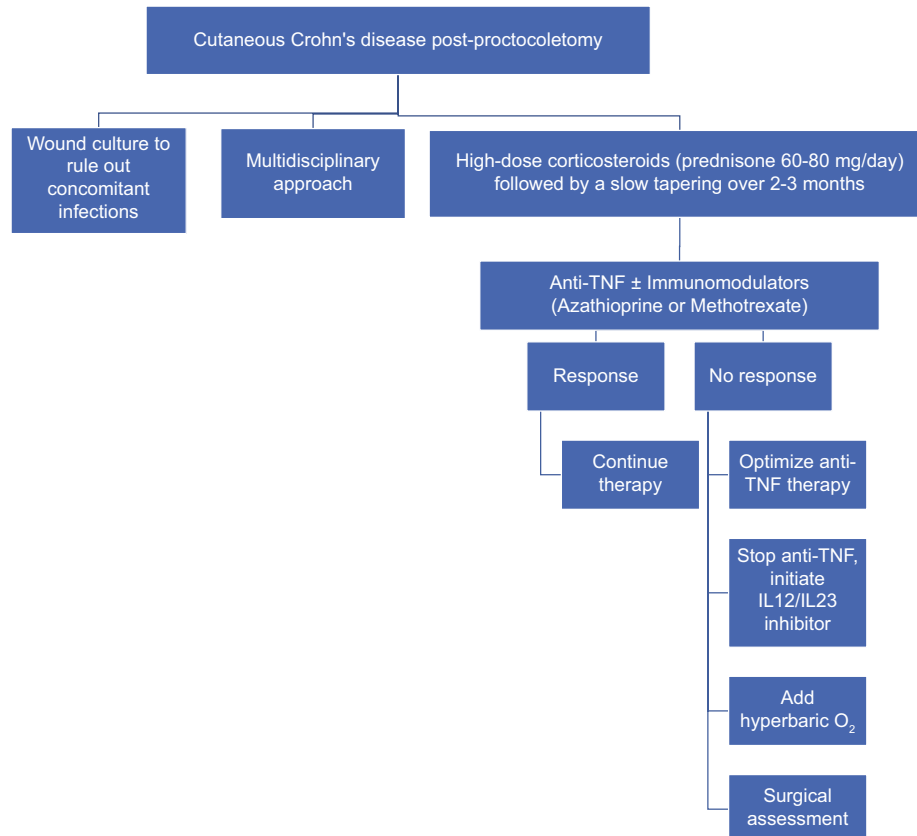 Cutaneous Crohn's disease post-proctocoletomy
Wound culture to
rule out
concomitant
infections
Multidisciplinary
approach
High-dose corticosteroids (prednisone 60-80 mg/day)
followed by a slow tapering over 2-3 months
Anti-TNF ± Immunomodulators
(Azathioprine or Methotrexate)
Response
No response
Continue
therapy
Optimize anti-
TNF therapy
Stop anti-TNF,
initiate
IL12/IL23
inhibitor
Add
hyperbaric O₂
Surgical
assessment